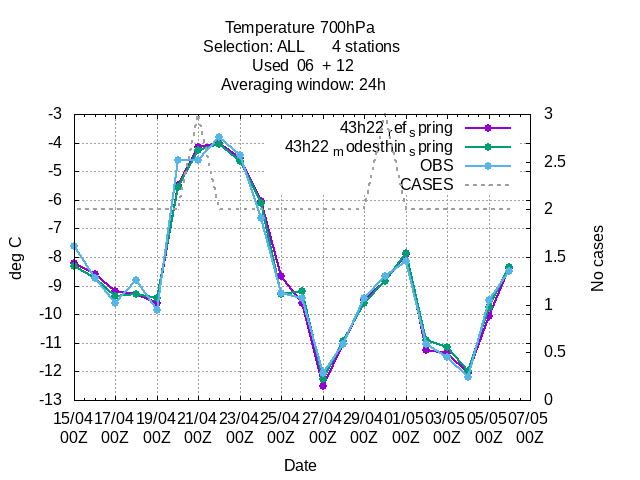 Temperature 700hPa
Selection: ALL 4 stations
Used 06 + 12
Averaging window: 24h
-3 3
43h22 ref_spring
-4
43h22_modesthin_spring
-5 2.5
OBS
CASES
-6 2
-7
-8 1.5
-9
-10 1
-11
-12 0.5
-13 0
deg C
No cases
15/04 17/04 19/04 21/04 23/04 25/04 27/04 29/04 01/05 03/05 05/05 07/05
00Z 00Z 00Z 00Z 00Z 00Z 00Z 00Z 00Z 00Z 00Z 00Z
Date